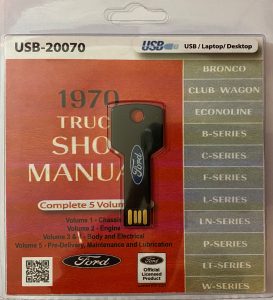 USB-20070
USB
USB / Laptop/ Desktop
1970
TRUC
SHO
MANUA
Complete 5 Volum
Volume 1 - Chassis
Volume 2 - Engine
Volume 3 & Body and Electrical
Volume 5 - Pre-Delivery, Maintenance and Lubrication
Ford
Ford
Official
Licensed
Product
BRONCO
CLUB WAGON
ECONOLINE
B-SERIES
C-SERIES
F-SERIES
L-SERIES
LN-SERIES
P-SERIES
LT-SERIES
W-SERIES